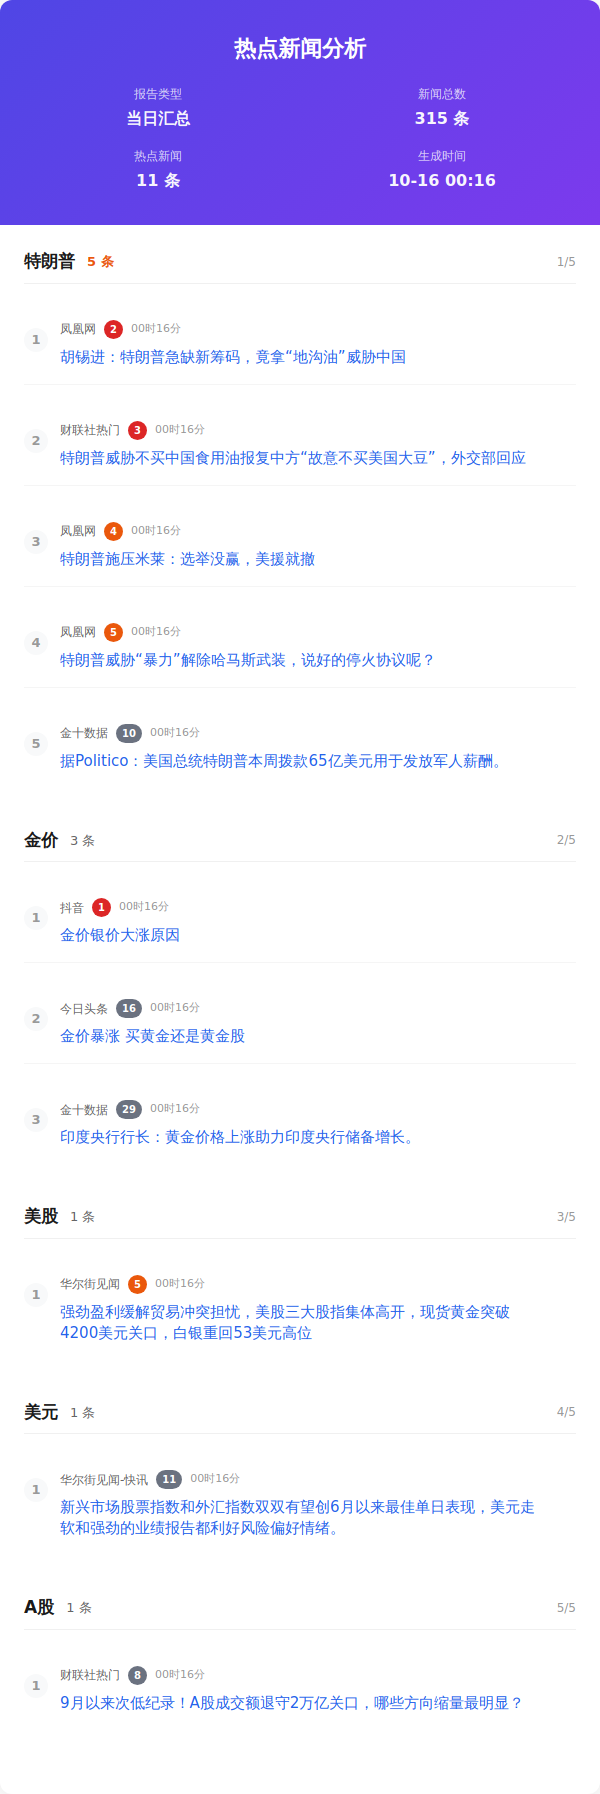 热点新闻分析
报告类型
新闻总数
当日汇总
315 条
热点新闻
生成时间
11 条
10-16 00:16
特朗普 5 条 1/5
1
凤凰网 2 00时16分
胡锡进：特朗普急缺新筹码，竟拿“地沟油”威胁中国
2
财联社热门 3 00时16分
特朗普威胁不买中国食用油报复中方“故意不买美国大豆”，外交部回应
3
凤凰网 4 00时16分
特朗普施压米莱：选举没赢，美援就撤
4
凤凰网 5 00时16分
特朗普威胁“暴力”解除哈马斯武装，说好的停火协议呢？
5
金十数据 10 00时16分
据Politico：美国总统特朗普本周拨款65亿美元用于发放军人薪酬。
金价 3 条 2/5
1
抖音 1 00时16分
金价银价大涨原因
2
今日头条 16 00时16分
金价暴涨 买黄金还是黄金股
3
金十数据 29 00时16分
印度央行行长：黄金价格上涨助力印度央行储备增长。
美股 1 条 3/5
1
华尔街见闻 5 00时16分
强劲盈利缓解贸易冲突担忧，美股三大股指集体高开，现货黄金突破
4200美元关口，白银重回53美元高位
美元 1 条 4/5
1
华尔街见闻-快讯 11 00时16分
新兴市场股票指数和外汇指数双双有望创6月以来最佳单日表现，美元走
软和强劲的业绩报告都利好风险偏好情绪。
A股 1 条 5/5
1
财联社热门 8 00时16分
9月以来次低纪录！A股成交额退守2万亿关口，哪些方向缩量最明显？